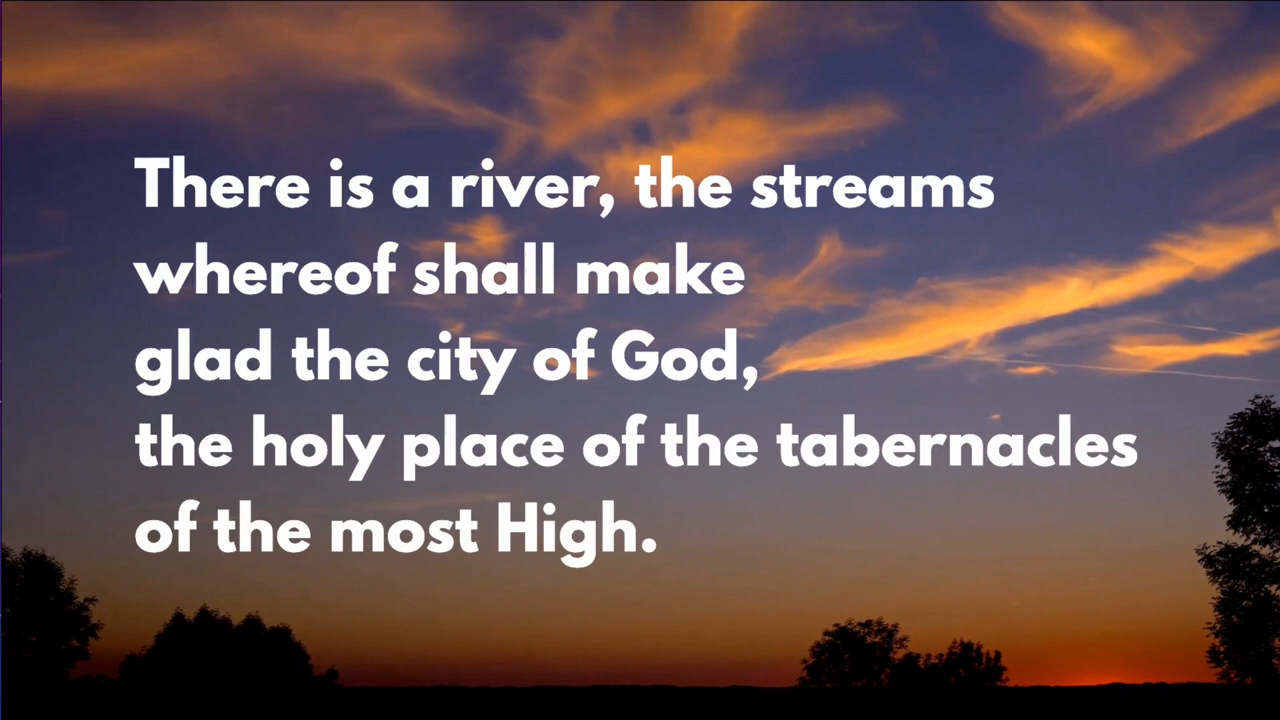 There is a river, the streams
whereof shall make
glad the city of God,
the holy place of the tabernacles
of the most High.